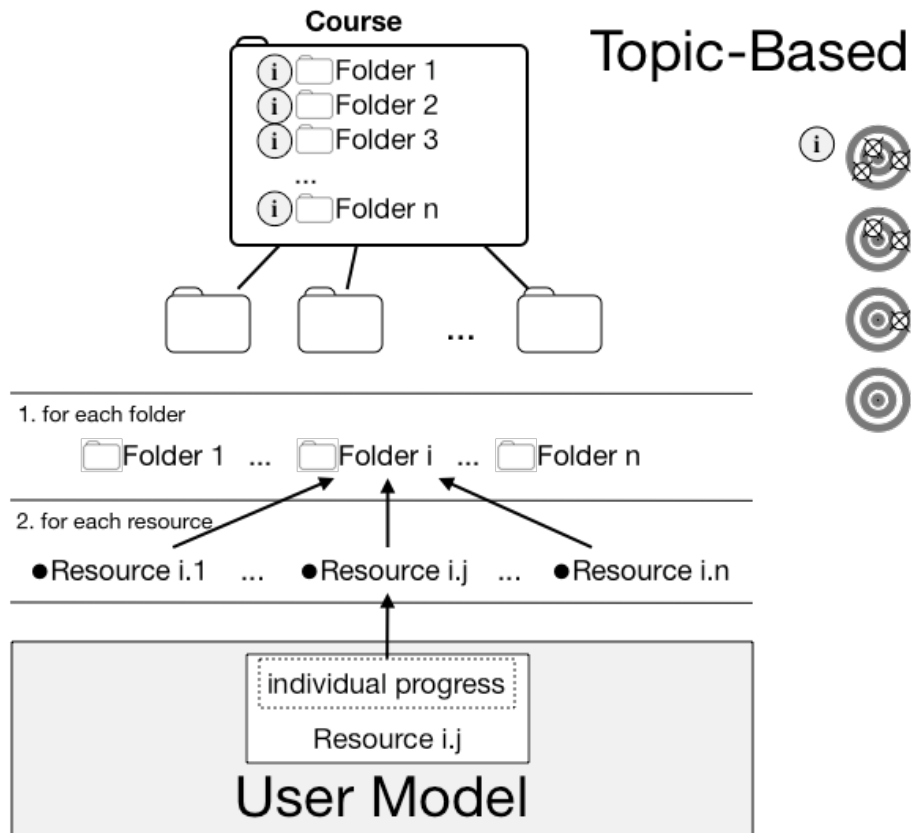 Course
Topic-Based
i Folder 1
i Folder 2
i Folder 3
...
i Folder n
i
...
1. for each folder
Folder 1 ... Folder i ... Folder n
2. for each resource
●Resource i.1 ... ●Resource i.j ... ●Resource i.n
individual progress
Resource i.j
User Model